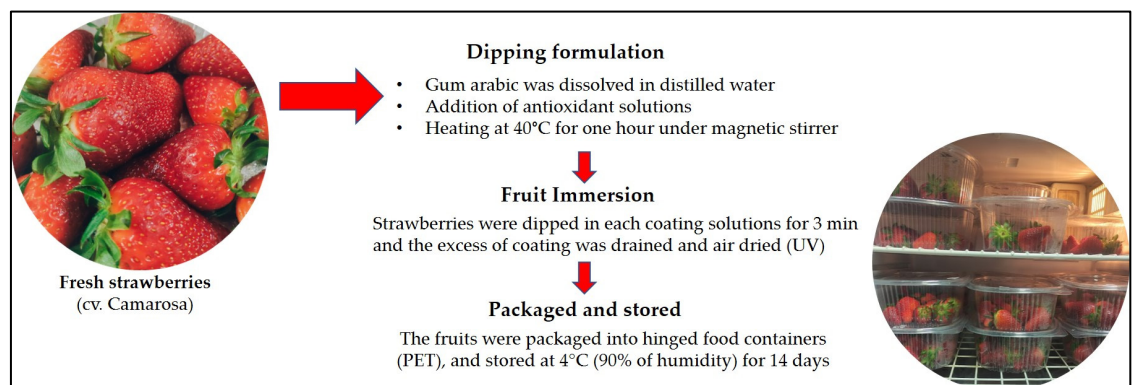 Dipping formulation
• Gum arabic was dissolved in distilled water
• Addition of antioxidant solutions
• Heating at 40°C for one hour under magnetic stirrer
Fruit Immersion
Strawberries were dipped in each coating solutions for 3 min
and the excess of coating was drained and air dried (UV)
Fresh strawberries
(cv. Camarosa)
Packaged and stored
The fruits were packaged into hinged food containers
(PET), and stored at 4°C (90% of humidity) for 14 days